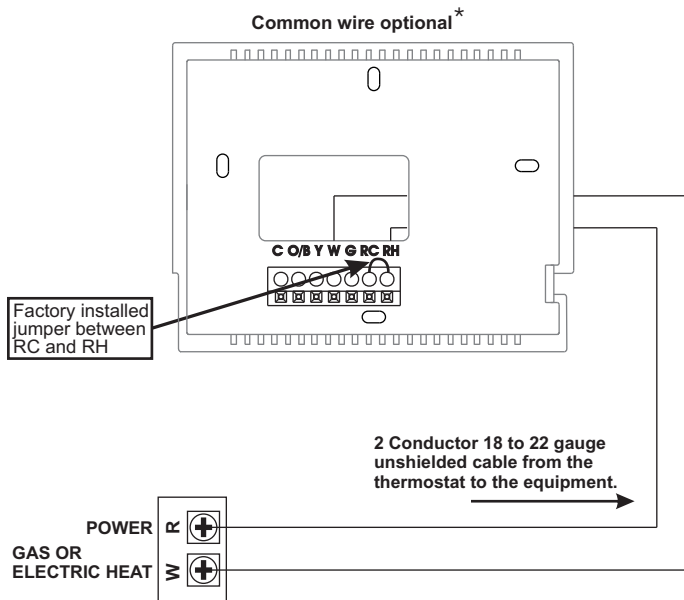 Common wire optional*
C O/B Y W G RC RH
Factory installed
jumper between
RC and RH
2 Conductor 18 to 22 gauge
unshielded cable from the
thermostat to the equipment.
POWER R
GAS OR
ELECTRIC HEAT W